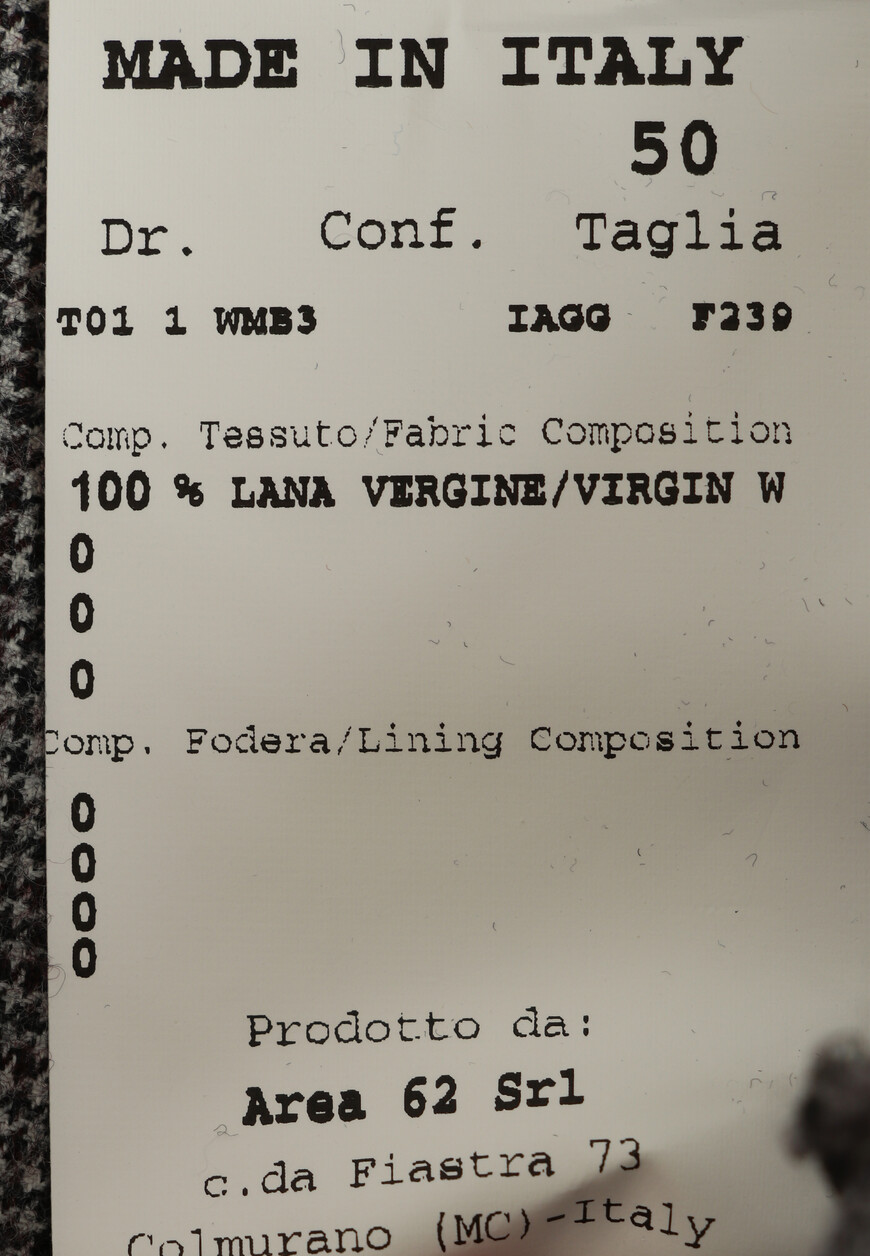 MADE IN ITALY
50
Dr. Conf. Taglia
T01 1 WMB3 IAGG F239
Comp. Tessuto/Fabric Composition
100 % LANA VERGINE/VIRGIN W
0
0
0
Comp. Fodera/Lining Composition
0
0
0
0
Prodotto da:
Area 62 Srl
c.da Fiastra 73
Colmurano (MC)-Italy